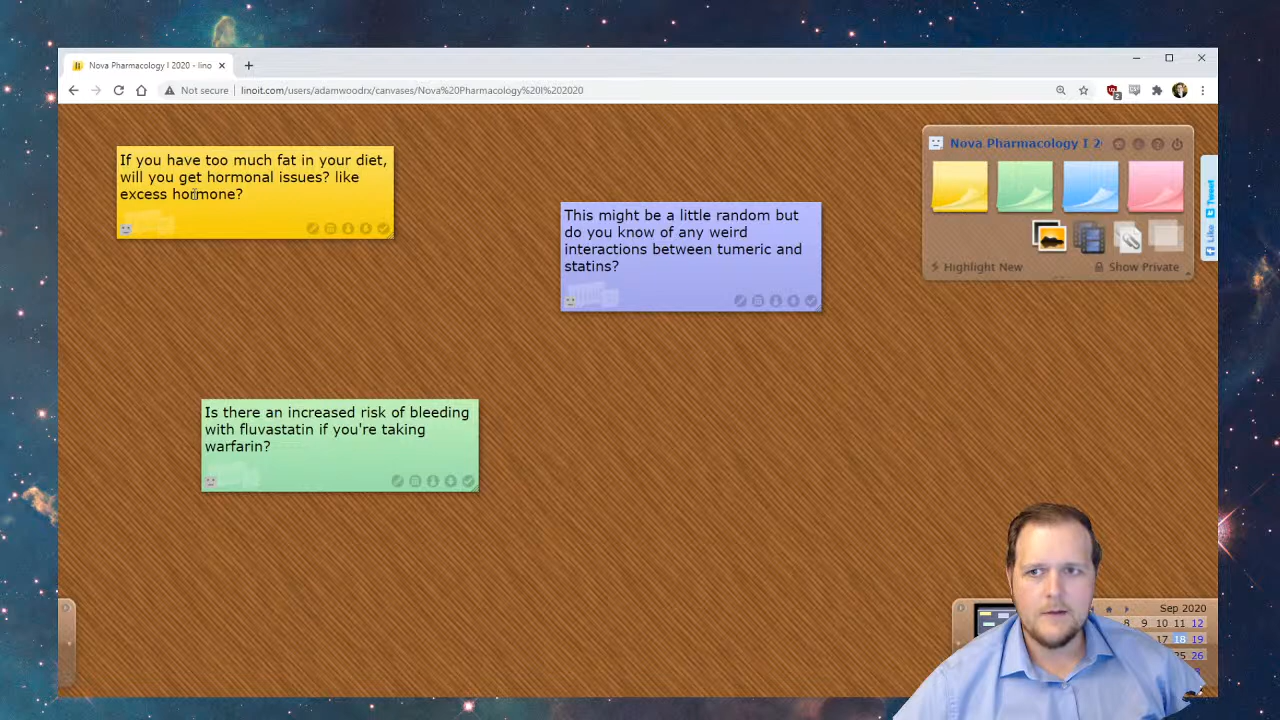 Nova Pharmacology I 2020 - lino
Not secure
linoit.com/users/adamwoodrx/canvases/Nova%20Pharmacology%20I%202020
2
If you have too much fat in your diet,
will you get hormonal issues? like
excess hormone?
This might be a little random but
do you know of any weird
interactions between tumeric and
statins?
Is there an increased risk of bleeding
with fluvastatin if you're taking
warfarin?
Nova Pharmacology I 2
Highlight New
Show Private
Tweet
Like
Sep 2020
8 9 10 11 12
17 18 19
25 26